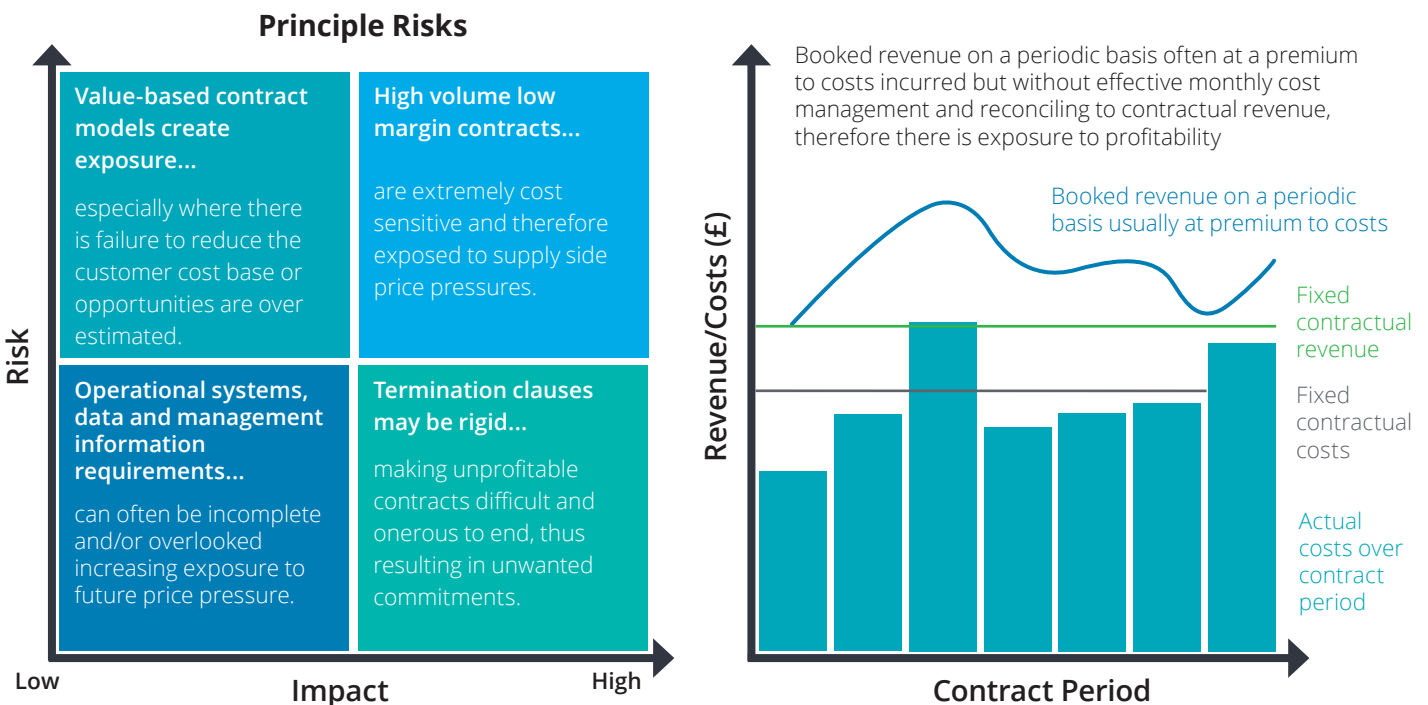 Principle Risks
Value-based contract
models create
exposure...
especially where there
is failure to reduce the
customer cost base or
opportunities are over
estimated.
High volume low
margin contracts...
are extremely cost
sensitive and therefore
exposed to supply side
price pressures.
Operational systems,
data and management
information
requirements...
can often be incomplete
and/or overlooked
increasing exposure to
future price pressure.
Termination clauses
may be rigid...
making unprofitable
contracts difficult and
onerous to end, thus
resulting in unwanted
commitments.
Risk
Low
Impact
High
Booked revenue on a periodic basis often at a premium
to costs incurred but without effective monthly cost
management and reconciling to contractual revenue,
therefore there is exposure to profitability
Booked revenue on a periodic
basis usually at premium to costs
Fixed
contractual
revenue
Fixed
contractual
costs
Actual
costs over
contract
period
Revenue/Costs (£)
Contract Period